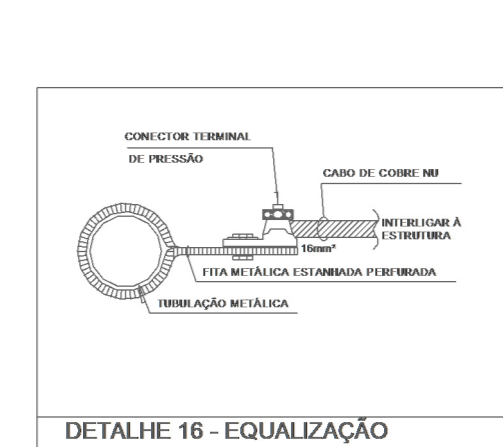 CONECTOR TERMINAL
DE PRESSÃO
CABO DE COBRE NU
INTERLIGAR À
ESTRUTURA
16mm²
FITA METÁLICA ESTANHADA PERFURADA
TUBULAÇÃO METÁLICA
DETALHE 16 - EQUALIZAÇÃO